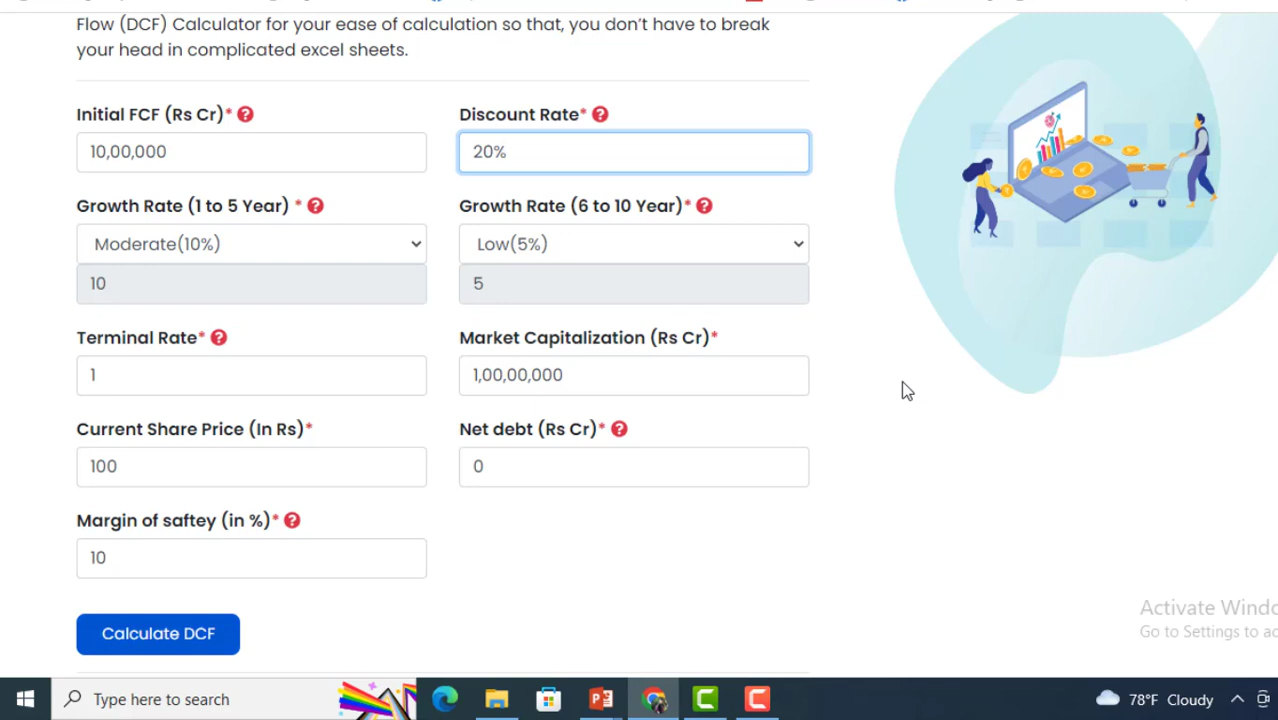 Flow (DCF) Calculator for your ease of calculation so that, you don't have to break
your head in complicated excel sheets.
Initial FCF (Rs Cr)* ?
Discount Rate* ?
10,00,000
20%
Growth Rate (1 to 5 Year) * ?
Growth Rate (6 to 10 Year)* ?
Moderate(10%)
Low(5%)
10
5
Terminal Rate* ?
Market Capitalization (Rs Cr)*
1
1,00,00,000
Current Share Price (In Rs)*
Net debt (Rs Cr)* ?
100
0
Margin of saftey (in %)* ?
10
Calculate DCF
Activate Windo
Go to Settings to ac
Type here to search
78°F Cloudy